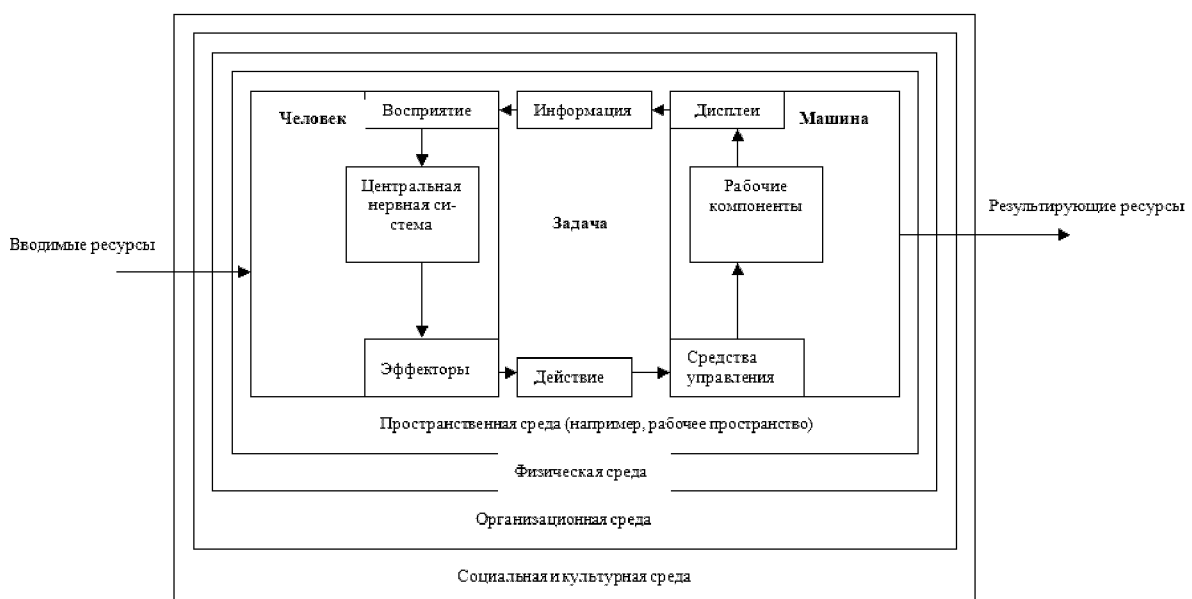 Человек
Восприятие
Информация
Дисплеи
Машина
Центральная
нервная си-
стема
Задача
Рабочие
компоненты
Вводимые ресурсы
Результирующие ресурсы
Эффекторы
Действие
Средства
управления
Пространственная среда (например, рабочее пространство)
Физическая среда
Организационная среда
Социальная и культурная среда